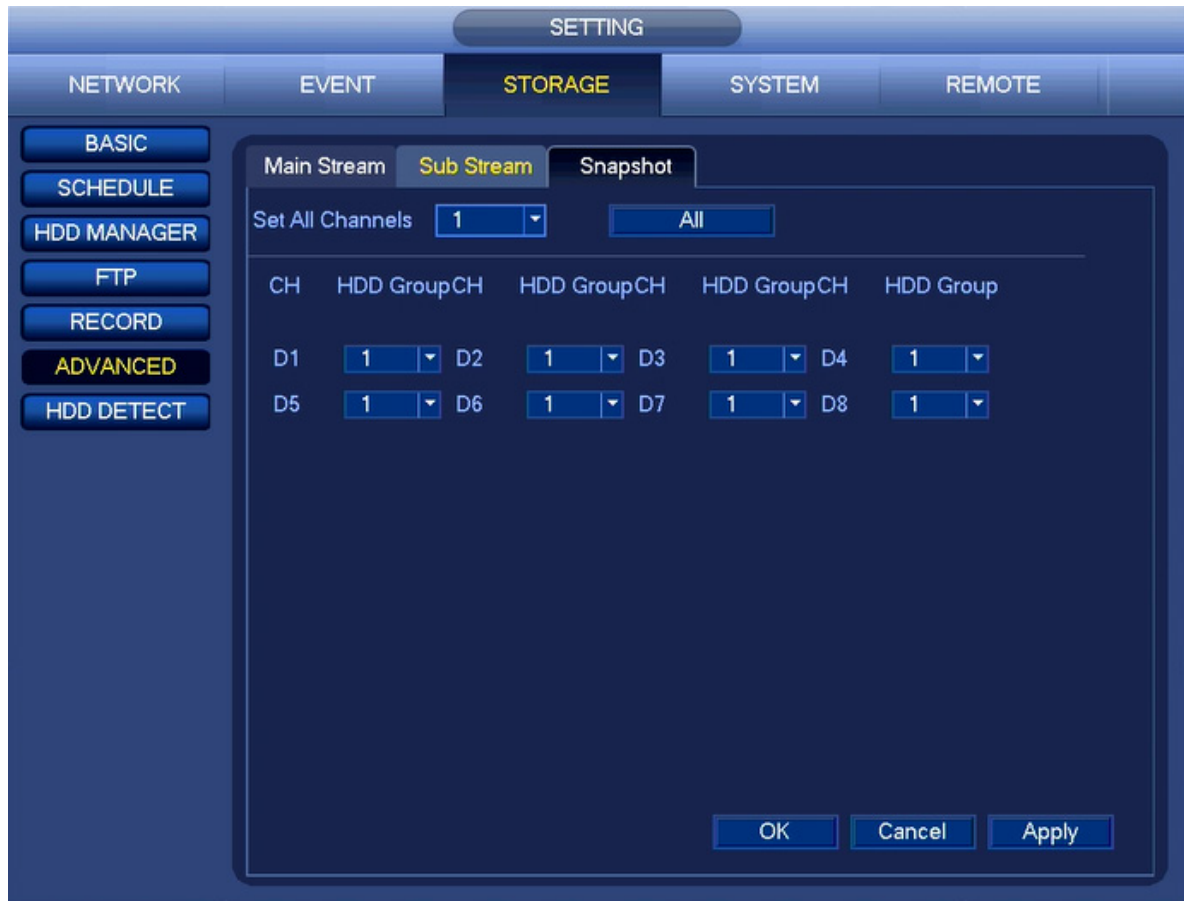 SETTING
NETWORK EVENT STORAGE SYSTEM REMOTE
BASIC
SCHEDULE
HDD MANAGER
FTP
RECORD
ADVANCED
HDD DETECT
Main Stream Sub Stream Snapshot
Set All Channels 1 All
CH HDD Group CH HDD Group CH HDD Group CH HDD Group
D1 1 D2 1 D3 1 D4 1
D5 1 D6 1 D7 1 D8 1
OK Cancel Apply